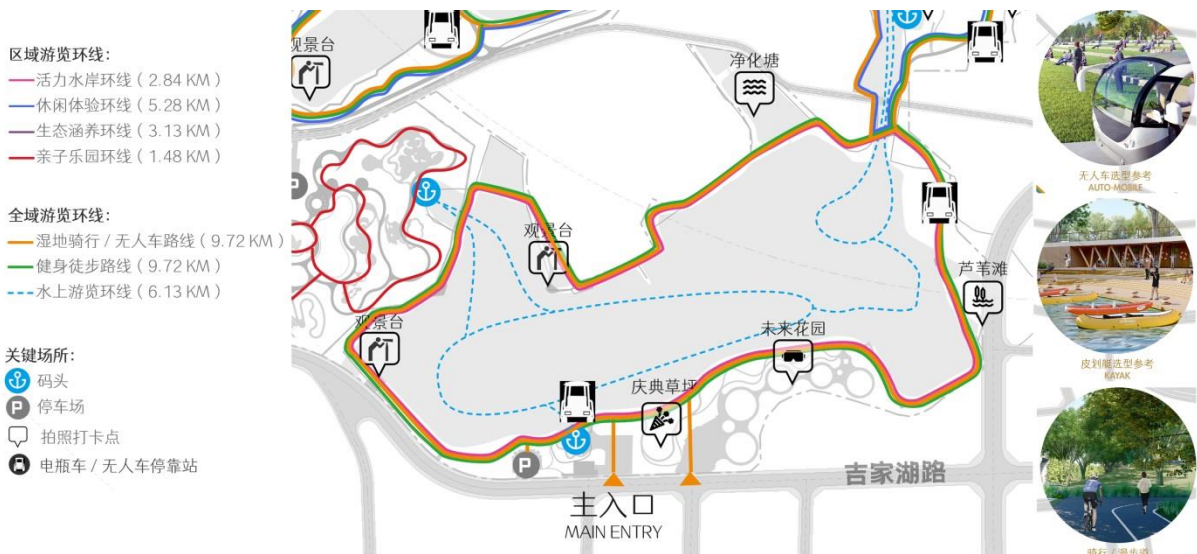 区域游览环线：
活力水岸环线（2.84 KM）
休闲体验环线（5.28 KM）
生态涵养环线（3.13 KM）
亲子乐园环线（1.48 KM）
全域游览环线：
湿地骑行 / 无人车路线（9.72 KM）
健身徒步路线（9.72 KM）
水上游览环线（6.13 KM）
关键场所：
码头
P 停车场
拍照打卡点
电瓶车 / 无人车停靠站
观景台
净化塘
P
观景台
芦苇滩
观景台
未来花园
庆典草坪
P
吉家湖路
主入口
MAIN ENTRY
无人车选型参考
AUTO-MOBILE
皮划艇选型参考
KAYAK
骑行 / 漫步道